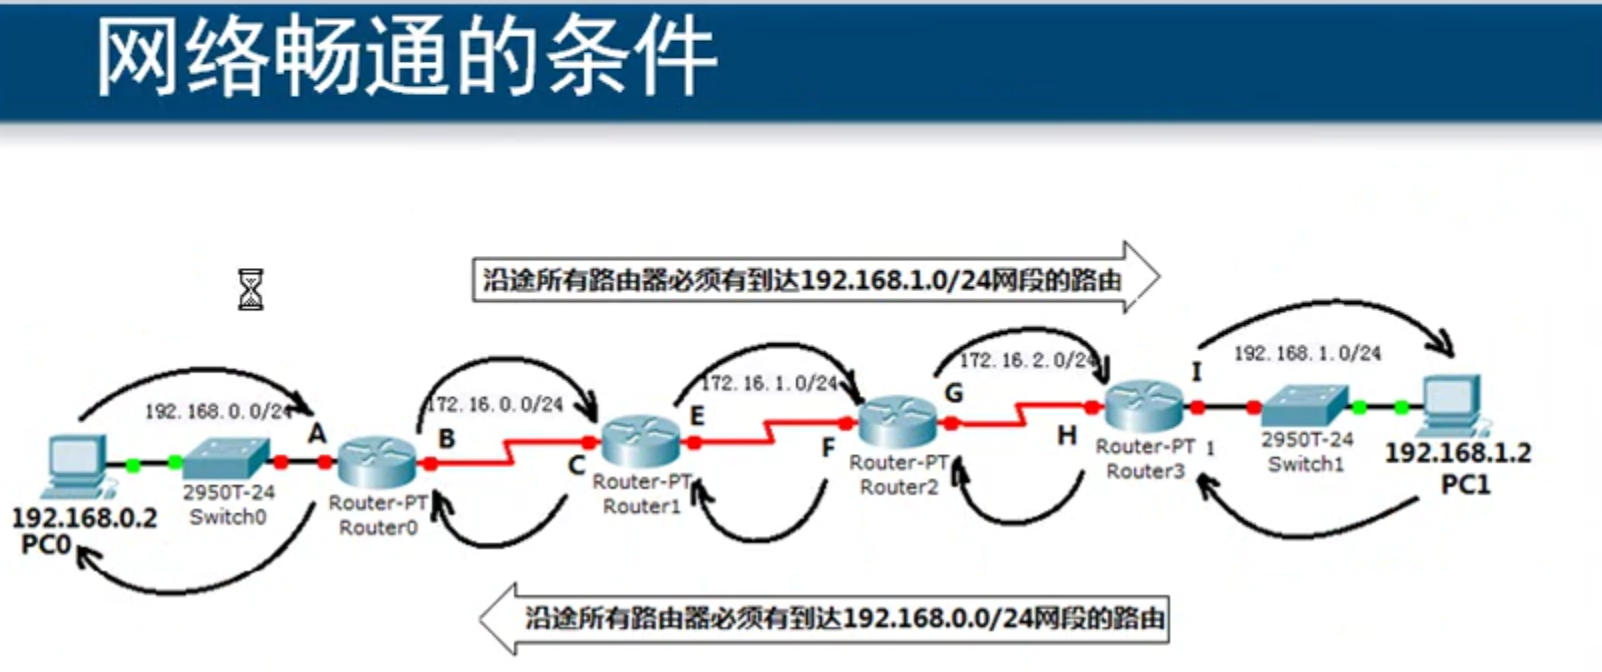 网络畅通的条件
沿途所有路由器必须有到达192.168.1.0/24网段的路由
192.168.0.0/24
A
B
172.16.0.0/24
C
E
172.16.1.0/24
F
G
172.16.2.0/24
H
I
192.168.1.0/24
2950T-24
Switch0
192.168.0.2
PC0
Router-PT
Router0
Router-PT
Router1
Router-PT
Router2
Router-PT 1
Router3
2950T-24
Switch1
192.168.1.2
PC1
沿途所有路由器必须有到达192.168.0.0/24网段的路由